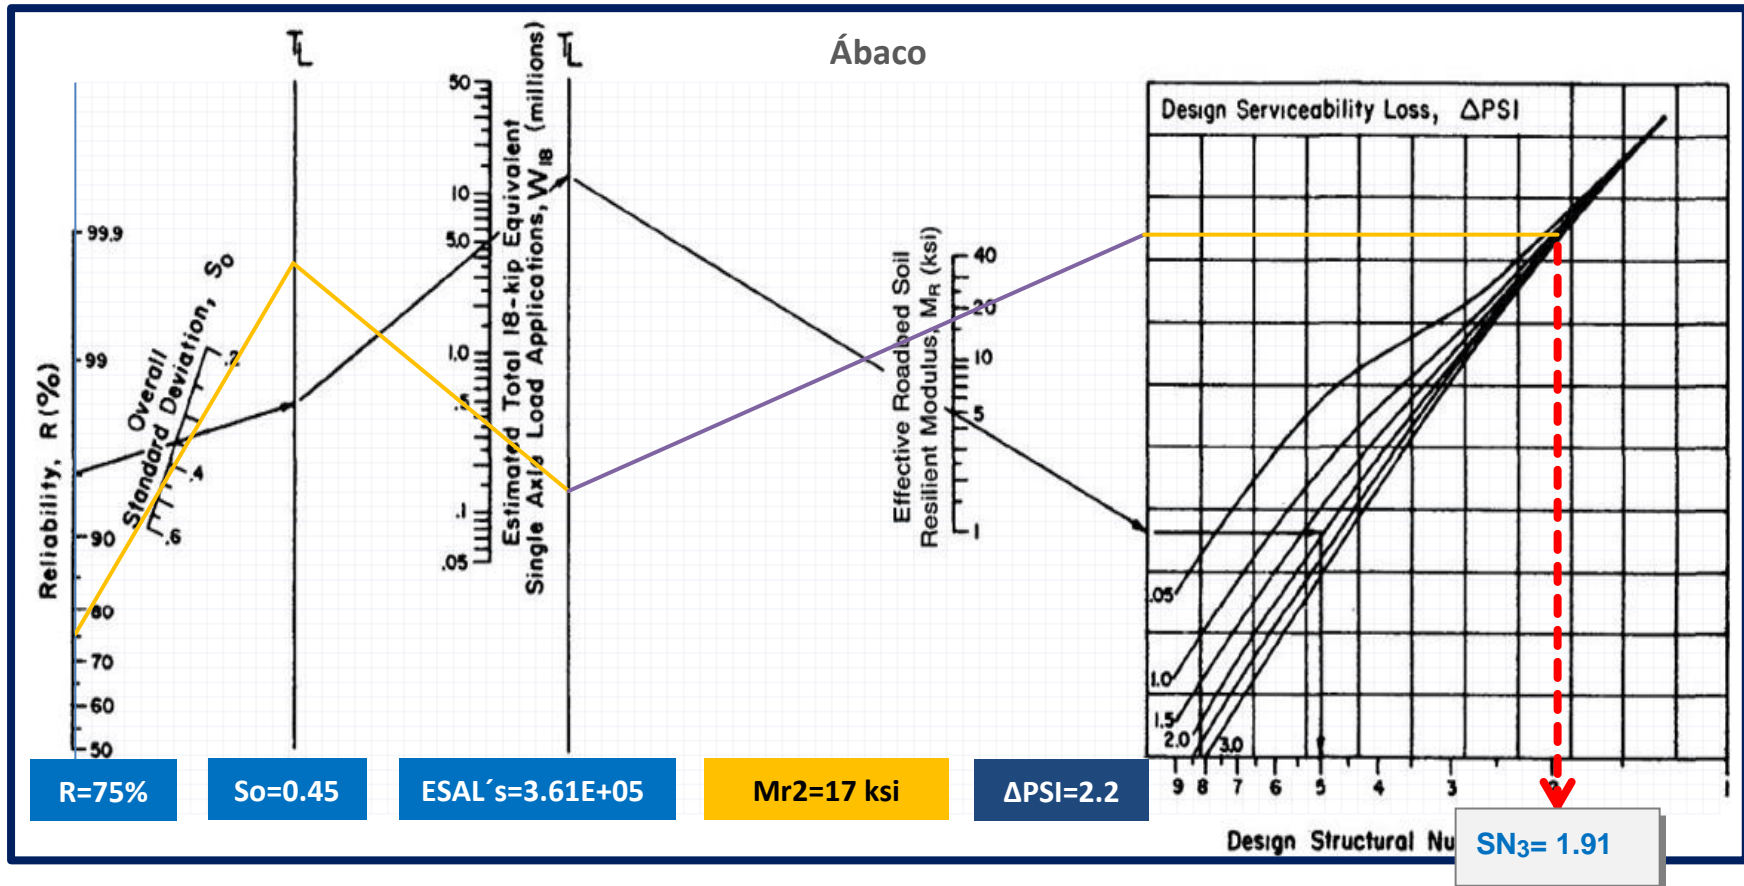 Ábaco
TL
TL
Reliability, R (%)
99.9
99
90
80
70
60
50
Overall
Standard Deviation, So
.2
.4
.6
Estimated Total 18-kip Equivalent
Single Axle Load Applications, W18 (millions)
50
10
5.0
1.0
.5
.1
.05
Effective Roadbed Soil
Resilient Modulus, MR (ksi)
40
20
10
5
1
Design Serviceability Loss, ΔPSI
.05
1.0
1.5
2.0
3.0
9 8 7 6 5 4 3 1
Design Structural Nu
R=75%
So=0.45
ESAL´s=3.61E+05
Mr2=17 ksi
ΔPSI=2.2
SN3= 1.91